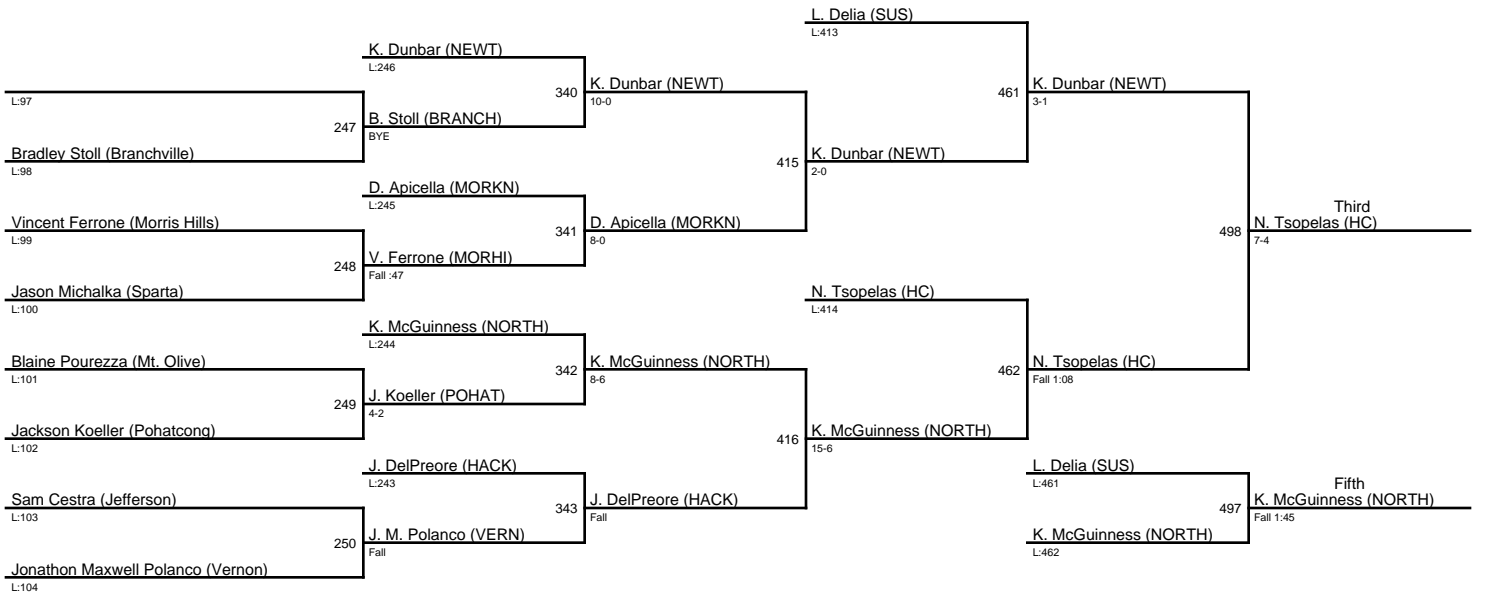 L. Delia (SUS)
L:413
K. Dunbar (NEWT)
L:246
340
K. Dunbar (NEWT)
10-0
461
K. Dunbar (NEWT)
3-1
L:97
247
B. Stoll (BRANCH)
BYE
Bradley Stoll (Branchville)
L:98
415
K. Dunbar (NEWT)
2-0
D. Apicella (MORKN)
L:245
Vincent Ferrone (Morris Hills)
L:99
341
D. Apicella (MORKN)
8-0
498
Third
N. Tsopelas (HC)
7-4
248
V. Ferrone (MORHI)
Fall :47
Jason Michalka (Sparta)
L:100
N. Tsopelas (HC)
L:414
K. McGuinness (NORTH)
L:244
Blaine Pourezza (Mt. Olive)
L:101
342
K. McGuinness (NORTH)
8-6
462
N. Tsopelas (HC)
Fall 1:08
249
J. Koeller (POHAT)
4-2
Jackson Koeller (Pohatcong)
L:102
416
K. McGuinness (NORTH)
15-6
J. DelPreore (HACK)
L:243
L. Delia (SUS)
L:461
Sam Cestra (Jefferson)
L:103
343
J. DelPreore (HACK)
Fall
497
Fifth
K. McGuinness (NORTH)
Fall 1:45
250
J. M. Polanco (VERN)
Fall
K. McGuinness (NORTH)
L:462
Jonathon Maxwell Polanco (Vernon)
L:104